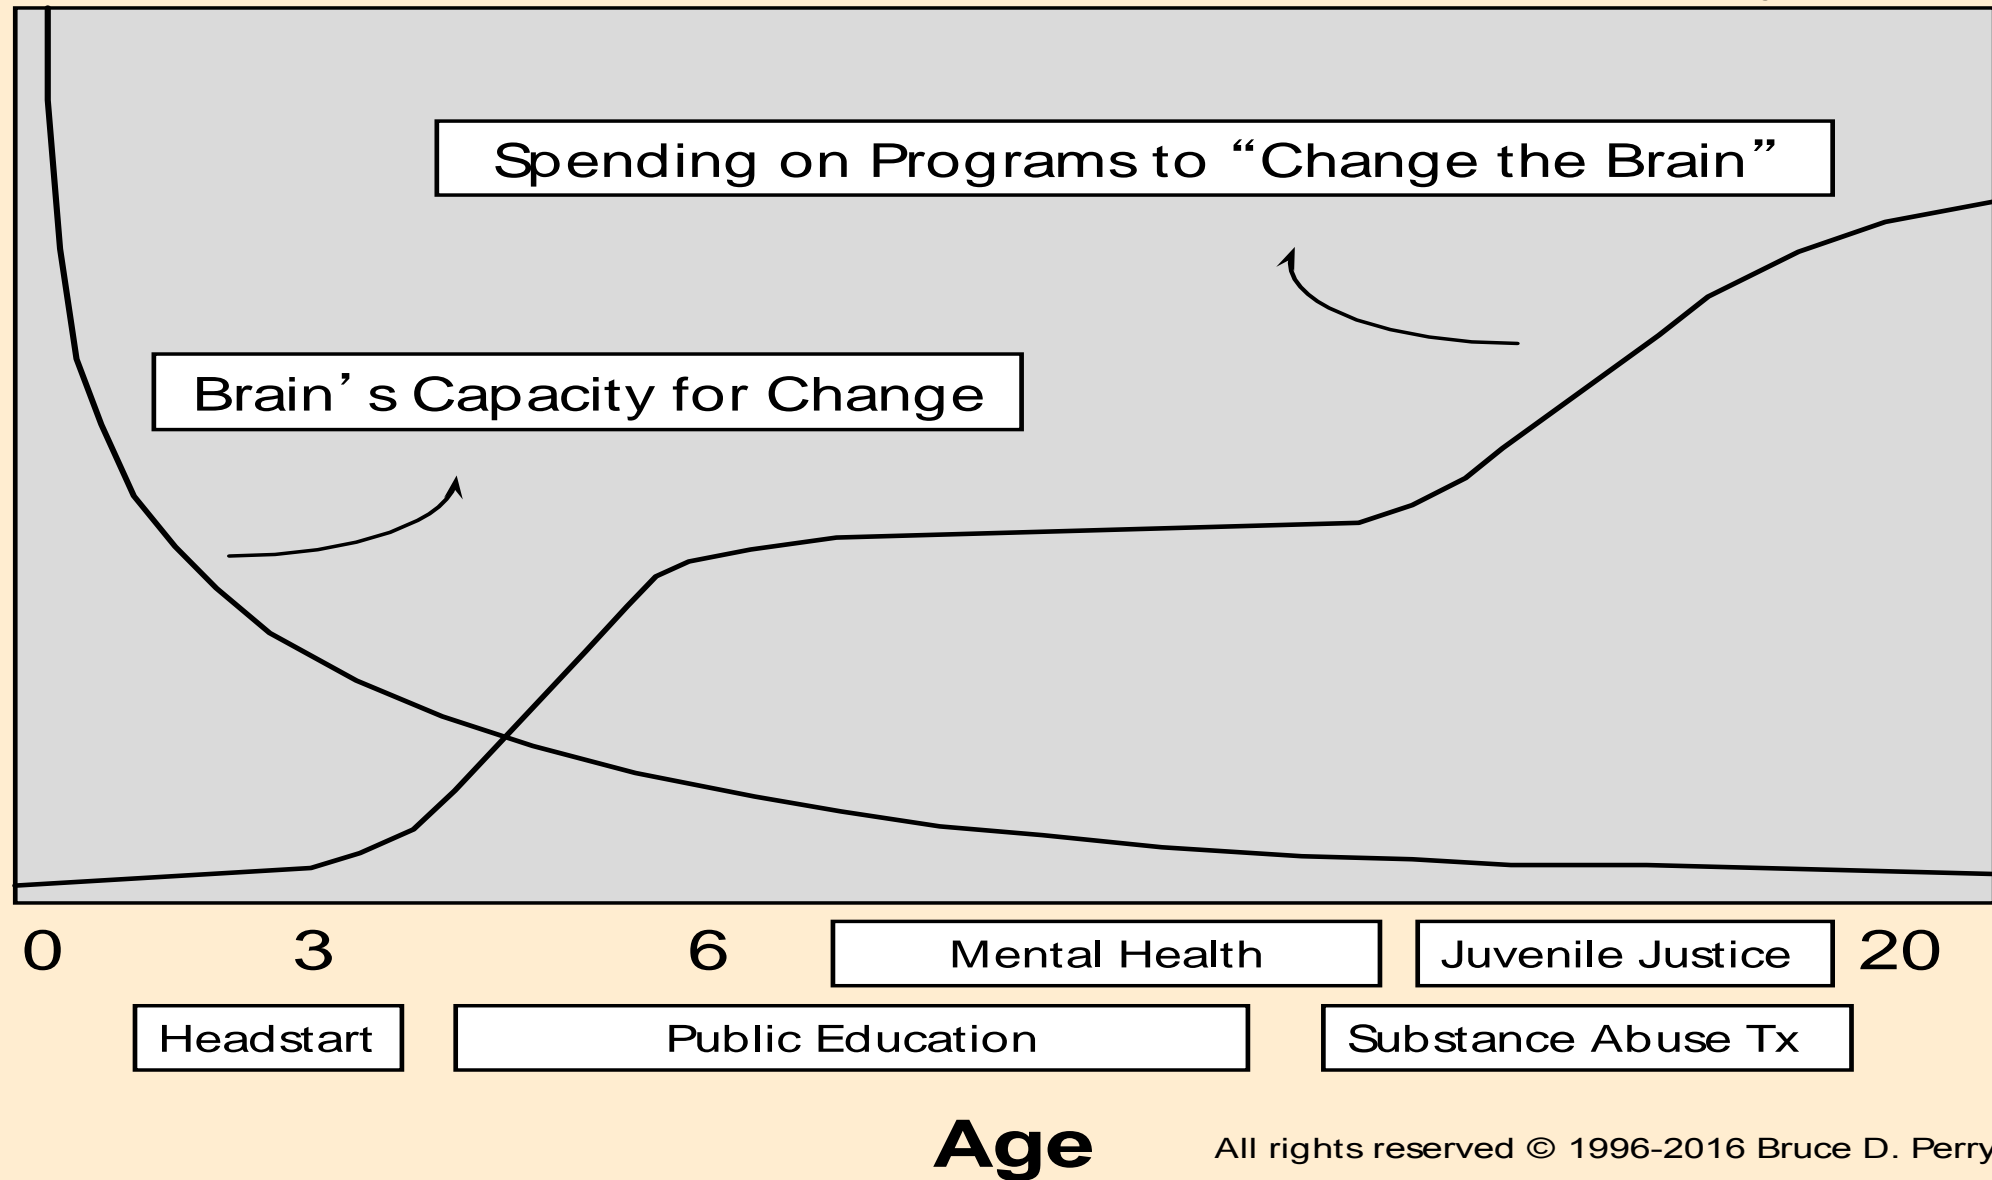 Spending on Programs to “Change the Brain”
Brain’s Capacity for Change
0 3 6 Mental Health Juvenile Justice 20
Headstart Public Education Substance Abuse Tx
Age
All rights reserved © 1996-2016 Bruce D. Perry